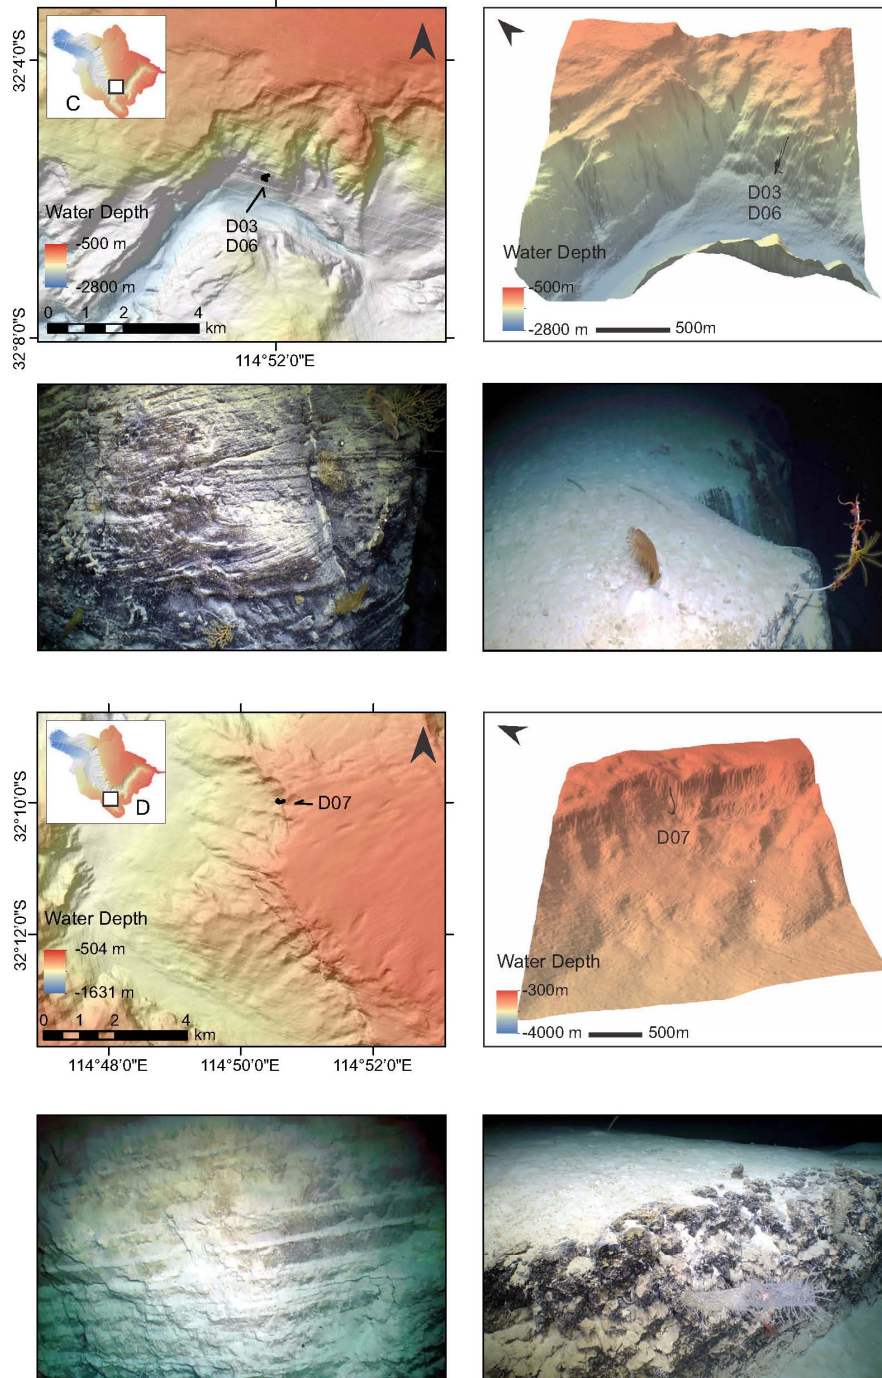 32°4'0"S
C
D03
D06
Water Depth
-500 m
-2800 m
0 2 4
km
32°8'0"S
114°52'0"E
D03
D06
Water Depth
-500m
-2800 m
500m
D
32°10'0"S
D07
32°12'0"S
Water Depth
-504 m
-1631 m
0 1 2 4
km
114°48'0"E 114°50'0"E 114°52'0"E
D07
Water Depth
-300m
-4000 m
500m